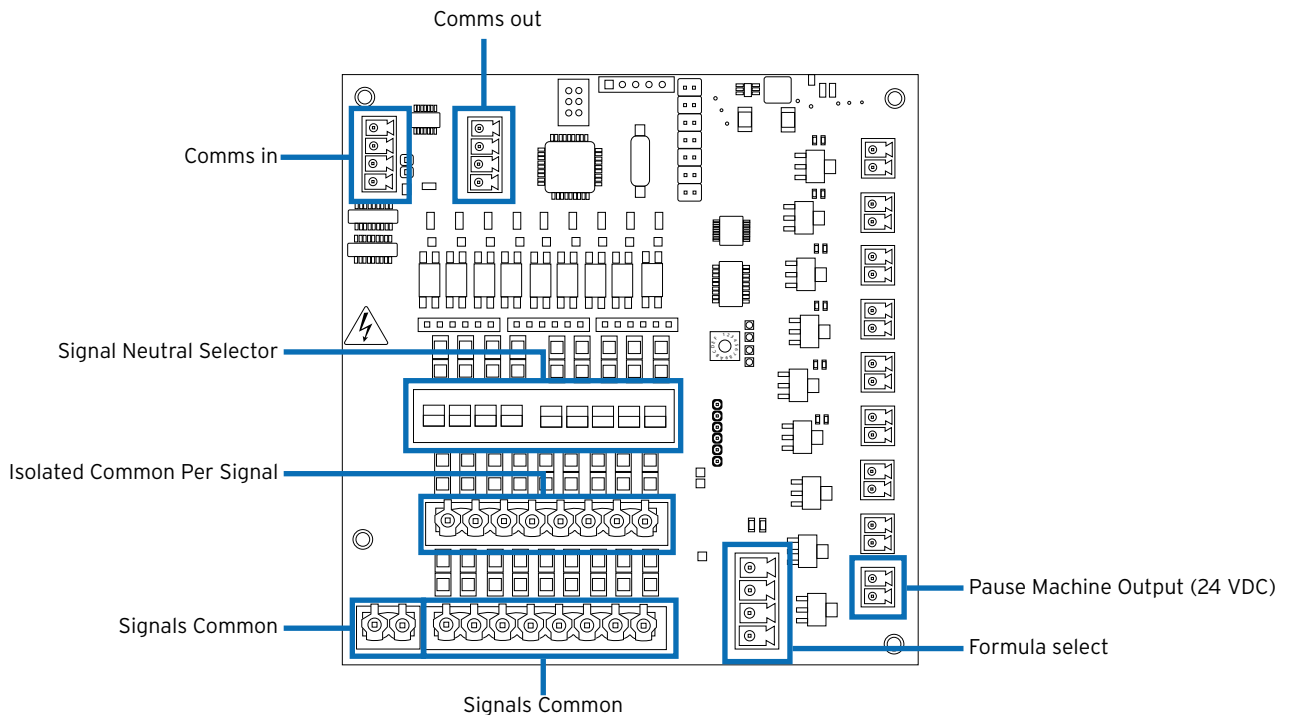 Comms out
Comms in
Signal Neutral Selector
Isolated Common Per Signal
Pause Machine Output (24 VDC)
Signals Common
Formula select
Signals Common